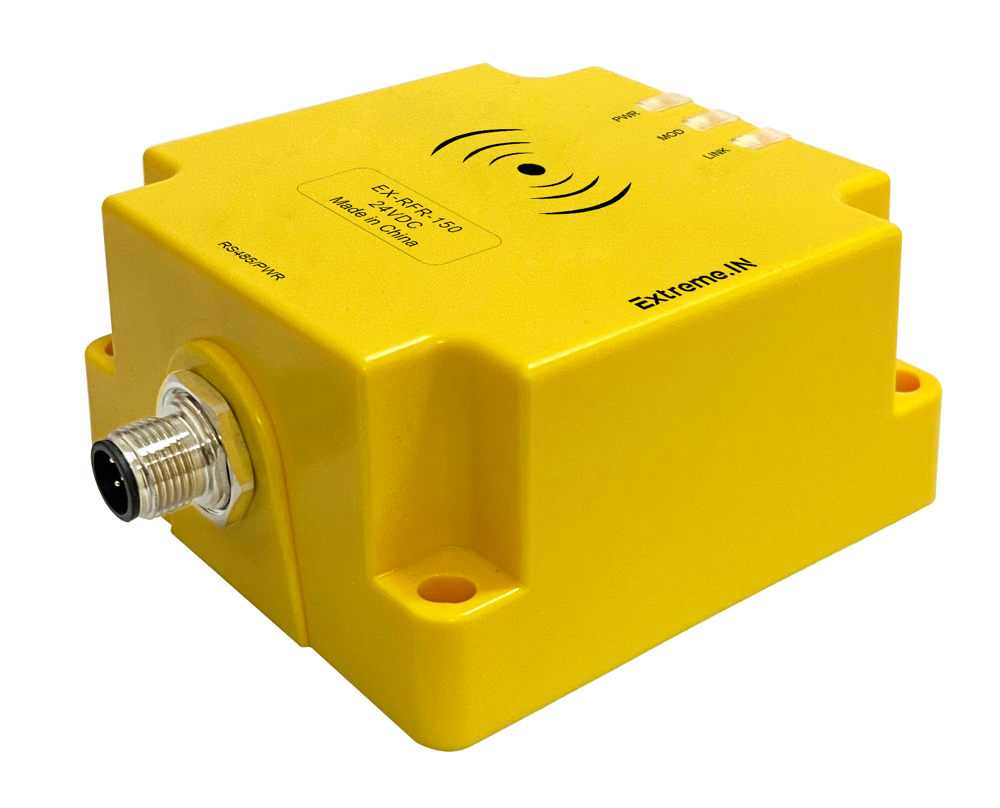 PWR
MOD
LINK
EX-RFR-150
24VDC
Made in China
RS485/PWR
Extreme.IN